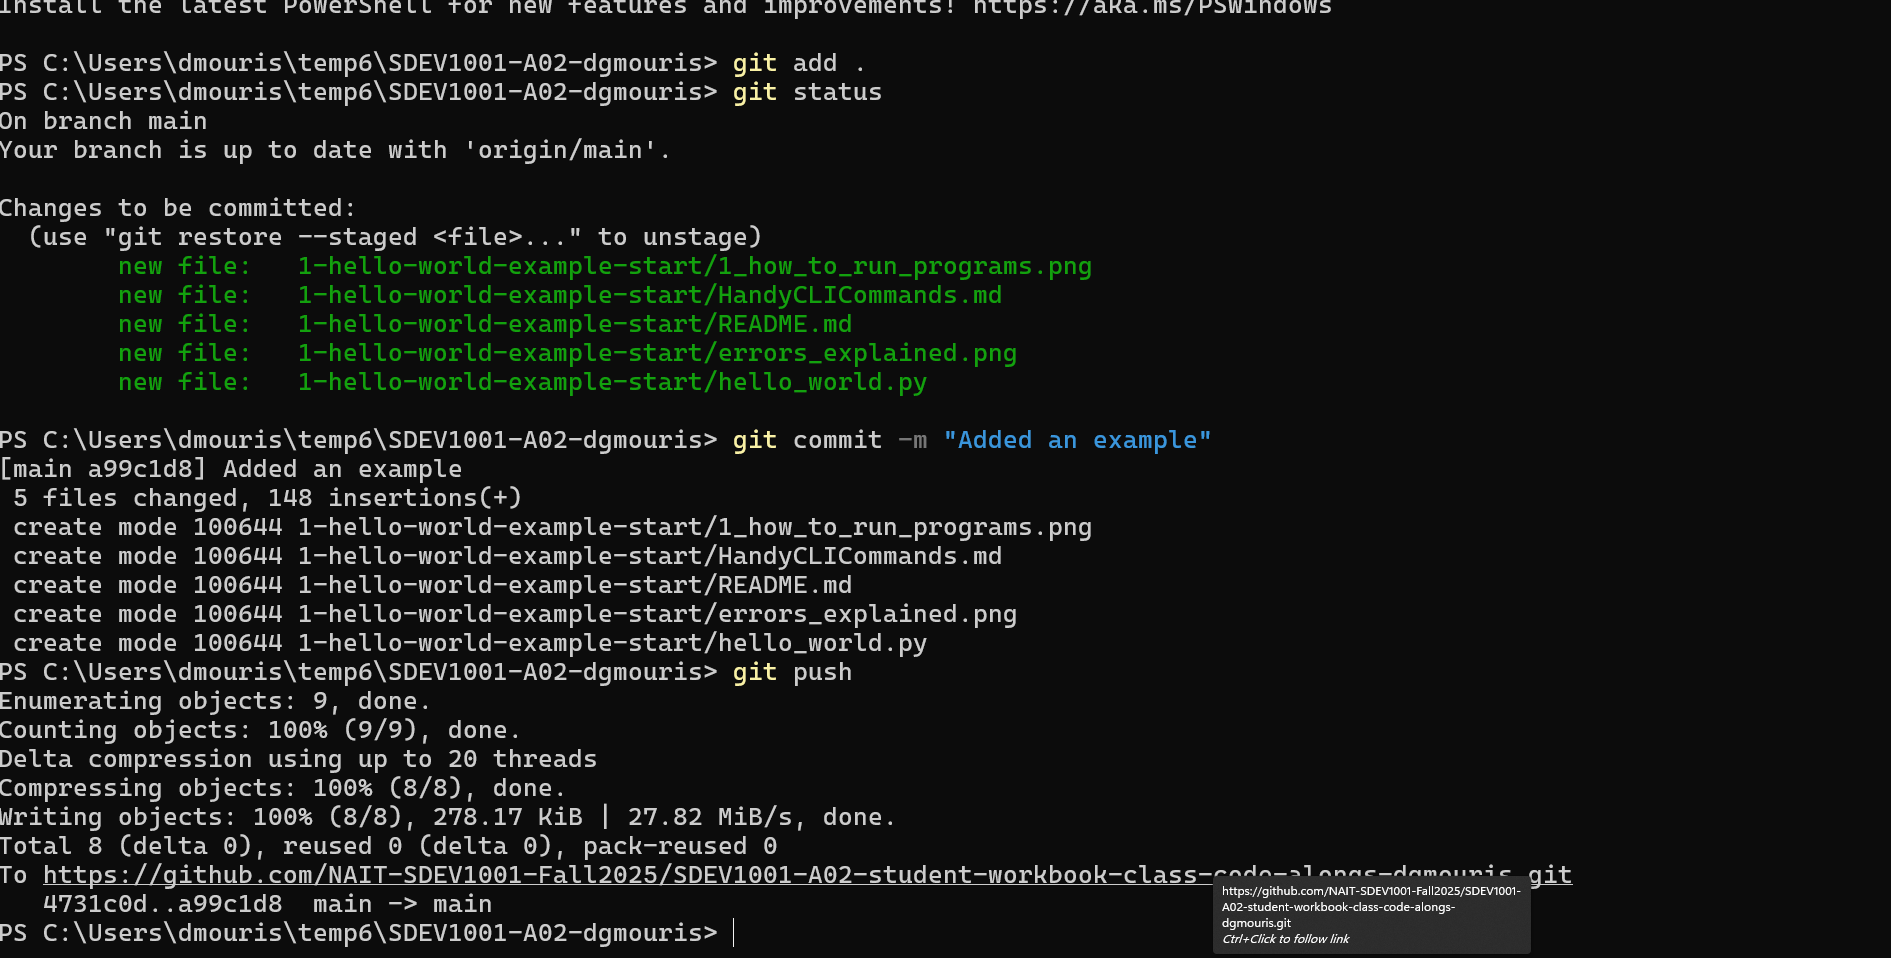 Install the latest PowerShell for new features and improvements! https://aka.ms/PSWindows
PS C:\Users\dmouris\temp6\SDEV1001-A02-dgmouris> git add .
PS C:\Users\dmouris\temp6\SDEV1001-A02-dgmouris> git status
On branch main
Your branch is up to date with 'origin/main'.
Changes to be committed:
  (use "git restore --staged <file>..." to unstage)
        new file:   1-hello-world-example-start/1_how_to_run_programs.png
        new file:   1-hello-world-example-start/HandyCLICommands.md
        new file:   1-hello-world-example-start/README.md
        new file:   1-hello-world-example-start/errors_explained.png
        new file:   1-hello-world-example-start/hello_world.py
PS C:\Users\dmouris\temp6\SDEV1001-A02-dgmouris> git commit -m "Added an example"
[main a99c1d8] Added an example
 5 files changed, 148 insertions(+)
 create mode 100644 1-hello-world-example-start/1_how_to_run_programs.png
 create mode 100644 1-hello-world-example-start/HandyCLICommands.md
 create mode 100644 1-hello-world-example-start/README.md
 create mode 100644 1-hello-world-example-start/errors_explained.png
 create mode 100644 1-hello-world-example-start/hello_world.py
PS C:\Users\dmouris\temp6\SDEV1001-A02-dgmouris> git push
Enumerating objects: 9, done.
Counting objects: 100% (9/9), done.
Delta compression using up to 20 threads
Compressing objects: 100% (8/8), done.
Writing objects: 100% (8/8), 278.17 KiB | 27.82 MiB/s, done.
Total 8 (delta 0), reused 0 (delta 0), pack-reused 0
To https://github.com/NAIT-SDEV1001-Fall2025/SDEV1001-A02-student-workbook-class-code-alongs-dgmouris.git
   4731c0d..a99c1d8  main -> main
PS C:\Users\dmouris\temp6\SDEV1001-A02-dgmouris>
https://github.com/NAIT-SDEV1001-Fall2025/SDEV1001-
A02-student-workbook-class-code-alongs-
dgmouris.git
Ctrl+Click to follow link